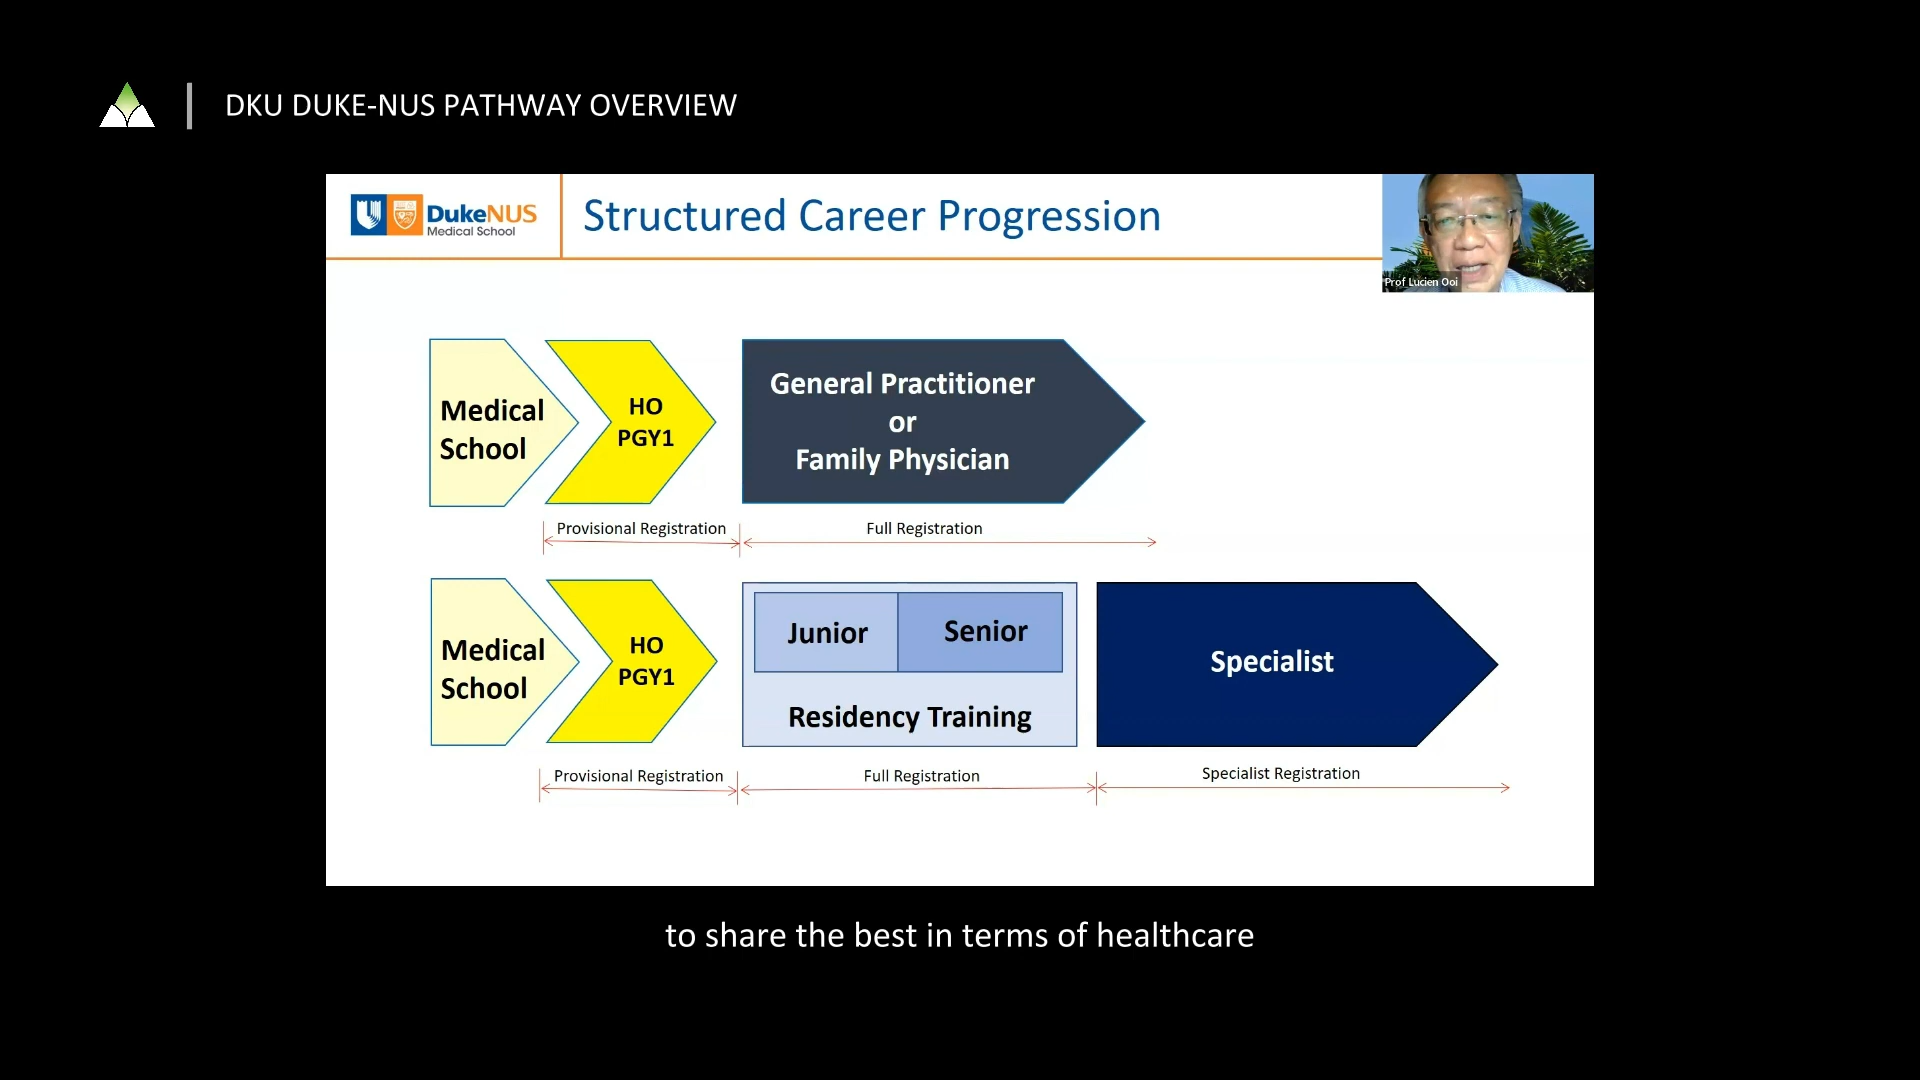 DKU DUKE-NUS PATHWAY OVERVIEW
DukeNUS
Medical School
Structured Career Progression
Prof Lucien Ooi
Medical
School
HO
PGY1
General Practitioner
or
Family Physician
Provisional Registration
Full Registration
Medical
School
HO
PGY1
Junior
Senior
Residency Training
Specialist
Provisional Registration
Full Registration
Specialist Registration
to share the best in terms of healthcare